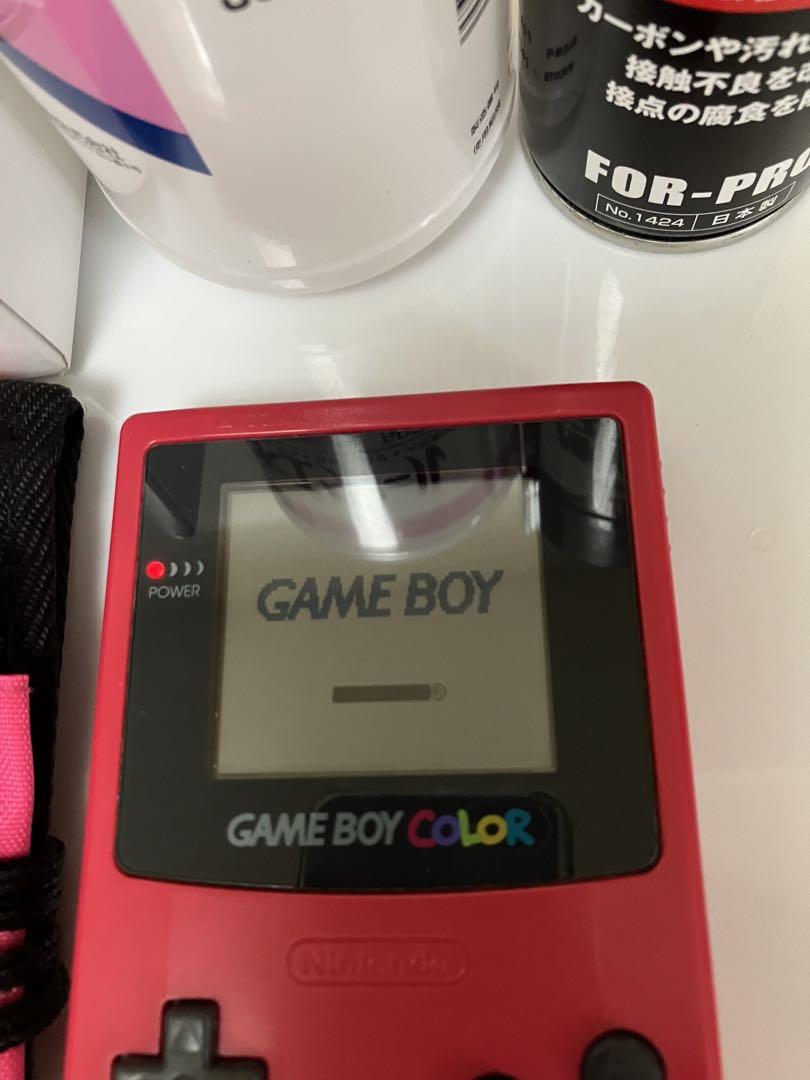 カーボンや汚れ
接触不良を
接点の腐食を
FOR-PRO
No.1424 日本製
POWER
GAME BOY
GAME BOY COLOR
Nintendo